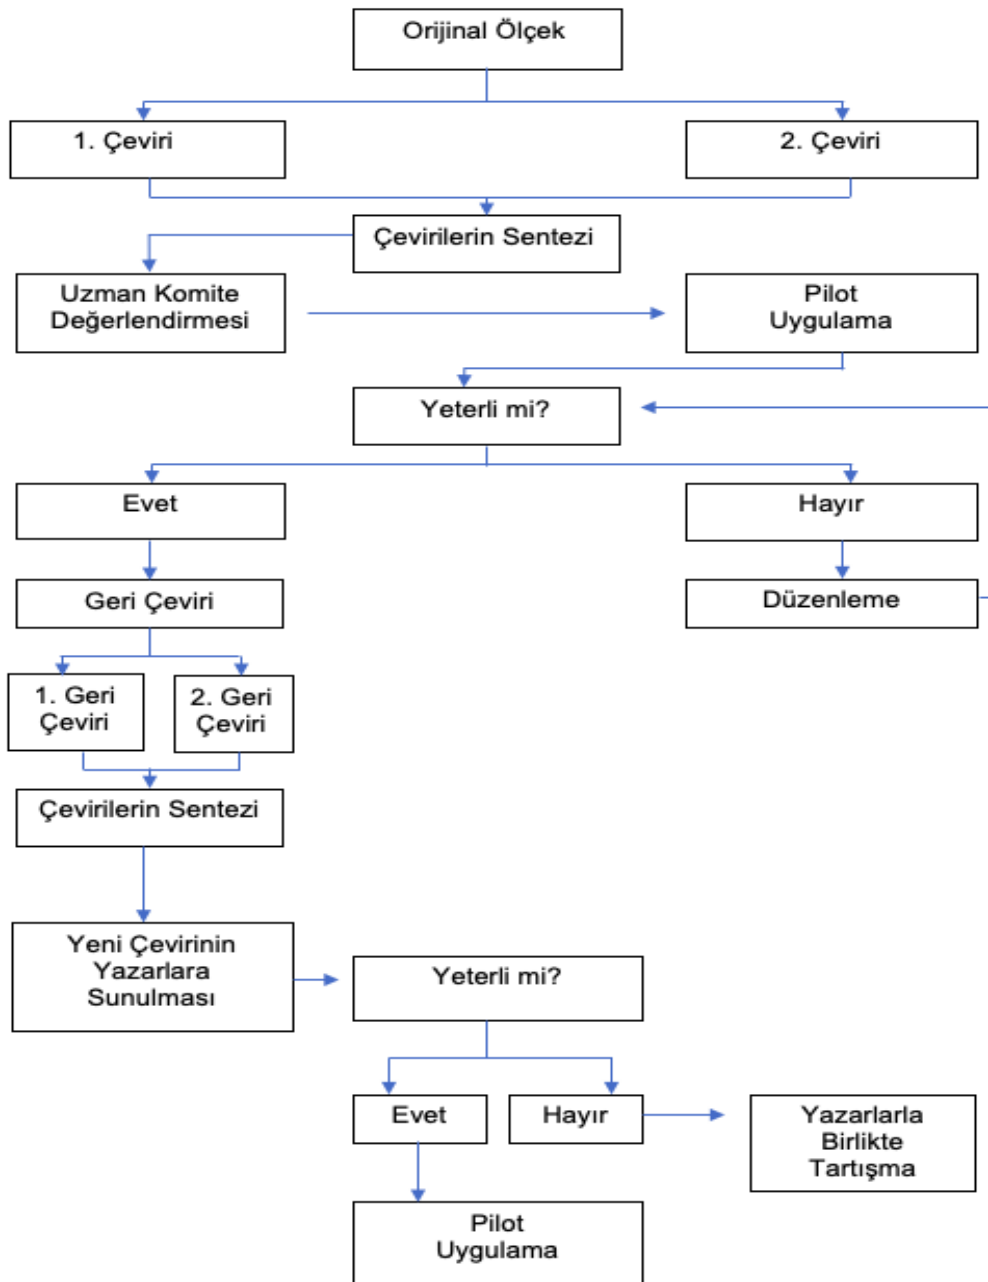 Orijinal Ölçek
1. Çeviri
2. Çeviri
Çevirilerin Sentezi
Uzman Komite
Değerlendirmesi
Pilot
Uygulama
Yeterli mi?
Evet
Hayır
Geri Çeviri
Düzenleme
1. Geri
Çeviri
2. Geri
Çeviri
Çevirilerin Sentezi
Yeni Çevirinin
Yazarlara
Sunulması
Yeterli mi?
Evet
Hayır
Yazarlarla
Birlikte
Tartışma
Pilot
Uygulama